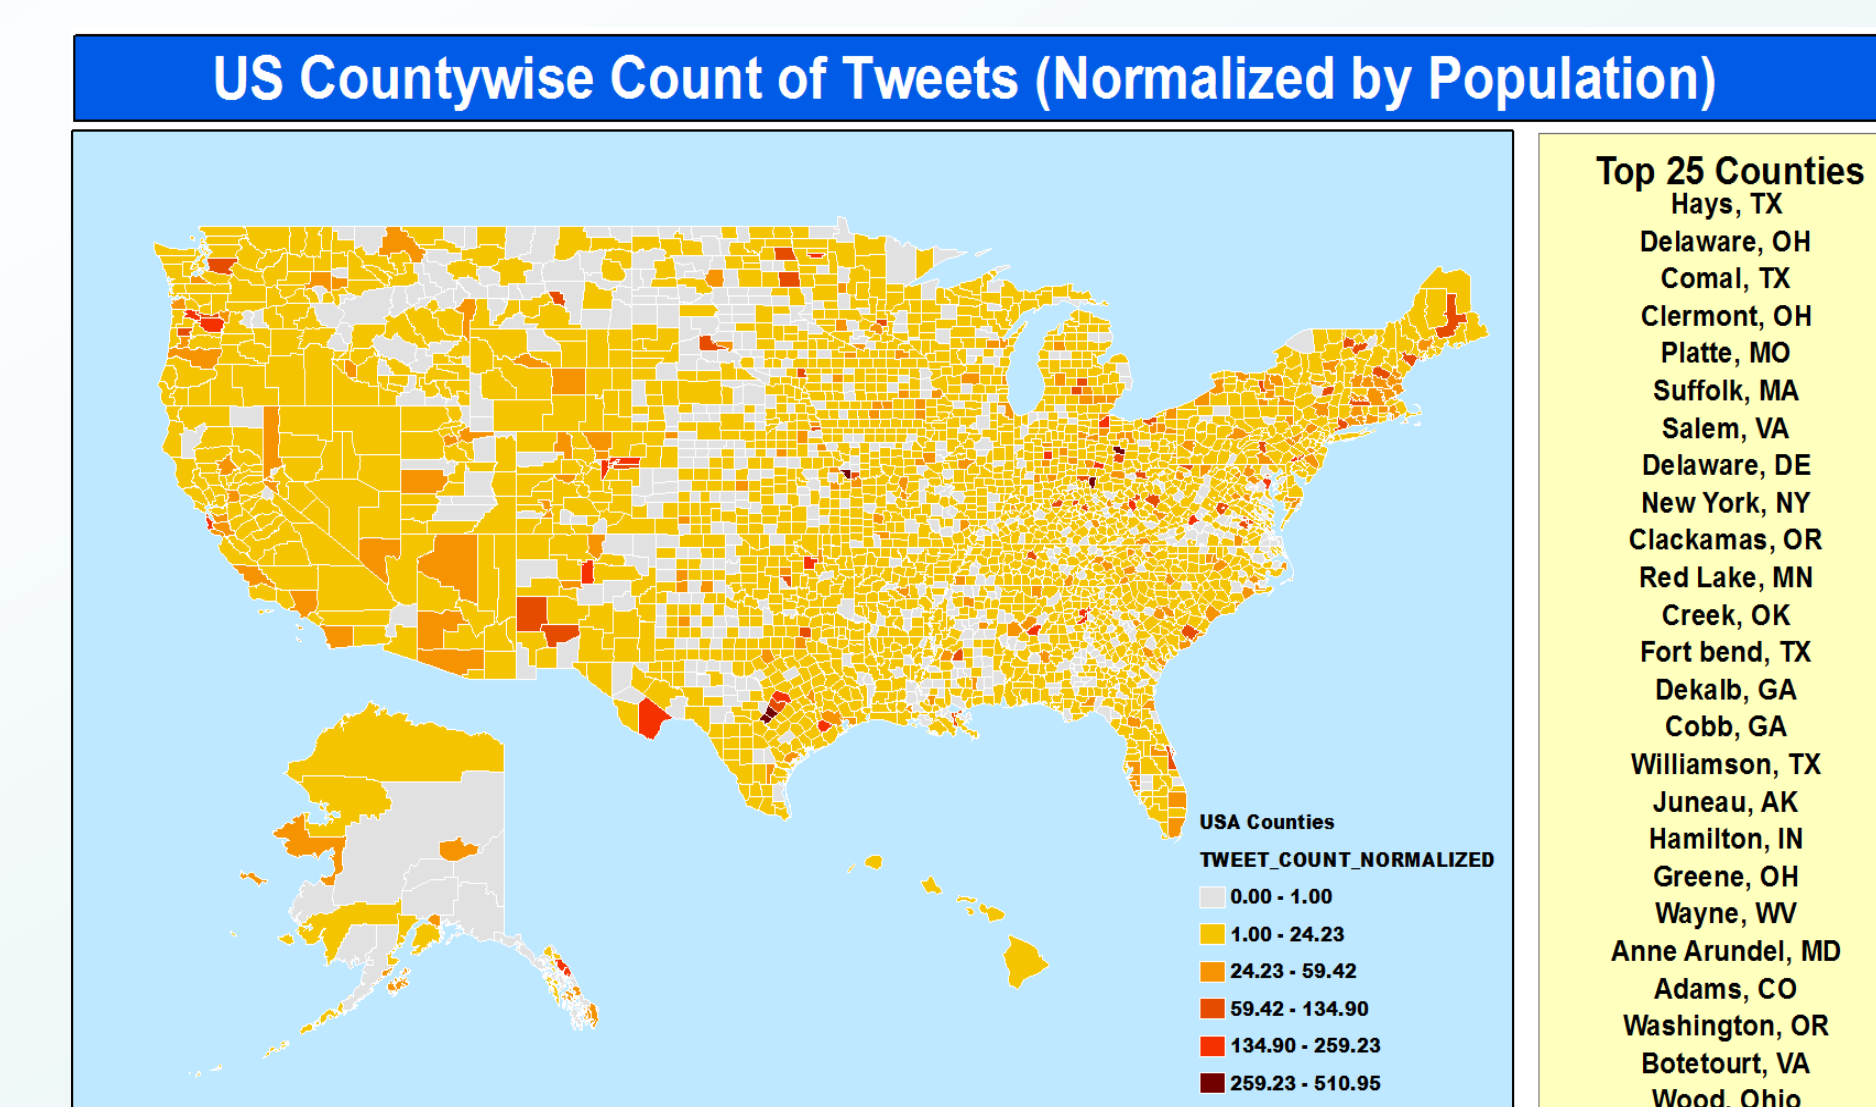 US Countywise Count of Tweets (Normalized by Population)
Top 25 Counties
Hays, TX
Delaware, OH
Comal, TX
Clermont, OH
Platte, MO
Suffolk, MA
Salem, VA
Delaware, DE
New York, NY
Clackamas, OR
Red Lake, MN
Creek, OK
Fort bend, TX
Dekalb, GA
Cobb, GA
Williamson, TX
Juneau, AK
Hamilton, IN
Greene, OH
Wayne, WV
Anne Arundel, MD
Adams, CO
Washington, OR
Botetourt, VA
Wood, Ohio
USA Counties
TWEET_COUNT_NORMALIZED
0.00 - 1.00
1.00 - 24.23
24.23 - 59.42
59.42 - 134.90
134.90 - 259.23
259.23 - 510.95